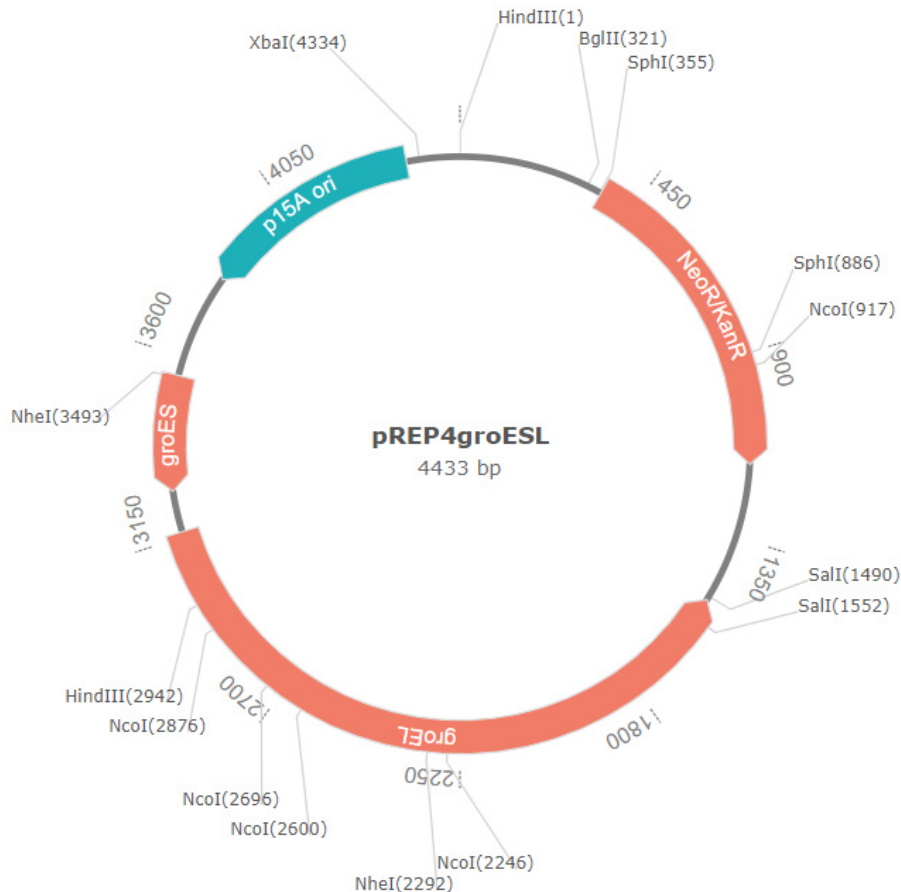 HindIII(1)
XbaI(4334)
BglII(321)
SphI(355)
4050
450
p15A ori
NeoR/KanR
SphI(886)
NcoI(917)
3600
900
NheI(3493)
groES
pREP4groESL
4433 bp
3150
1350
SalI(1490)
SalI(1552)
HindIII(2942)
NcoI(2876)
2700
groEL
1800
2250
NcoI(2696)
NcoI(2600)
NcoI(2246)
NheI(2292)